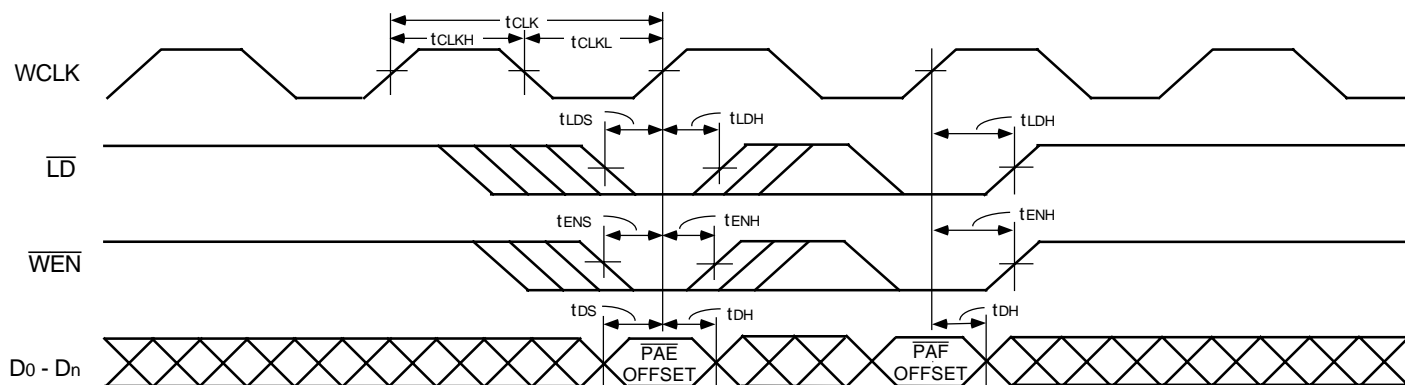 tCLK
tCLKH
tCLKL
WCLK
tLDS
tLDH
tLDH
LD
tENS
tENH
tENH
WEN
tDS
tDH
tDH
D0 - Dn
PAE
OFFSET
PAF
OFFSET